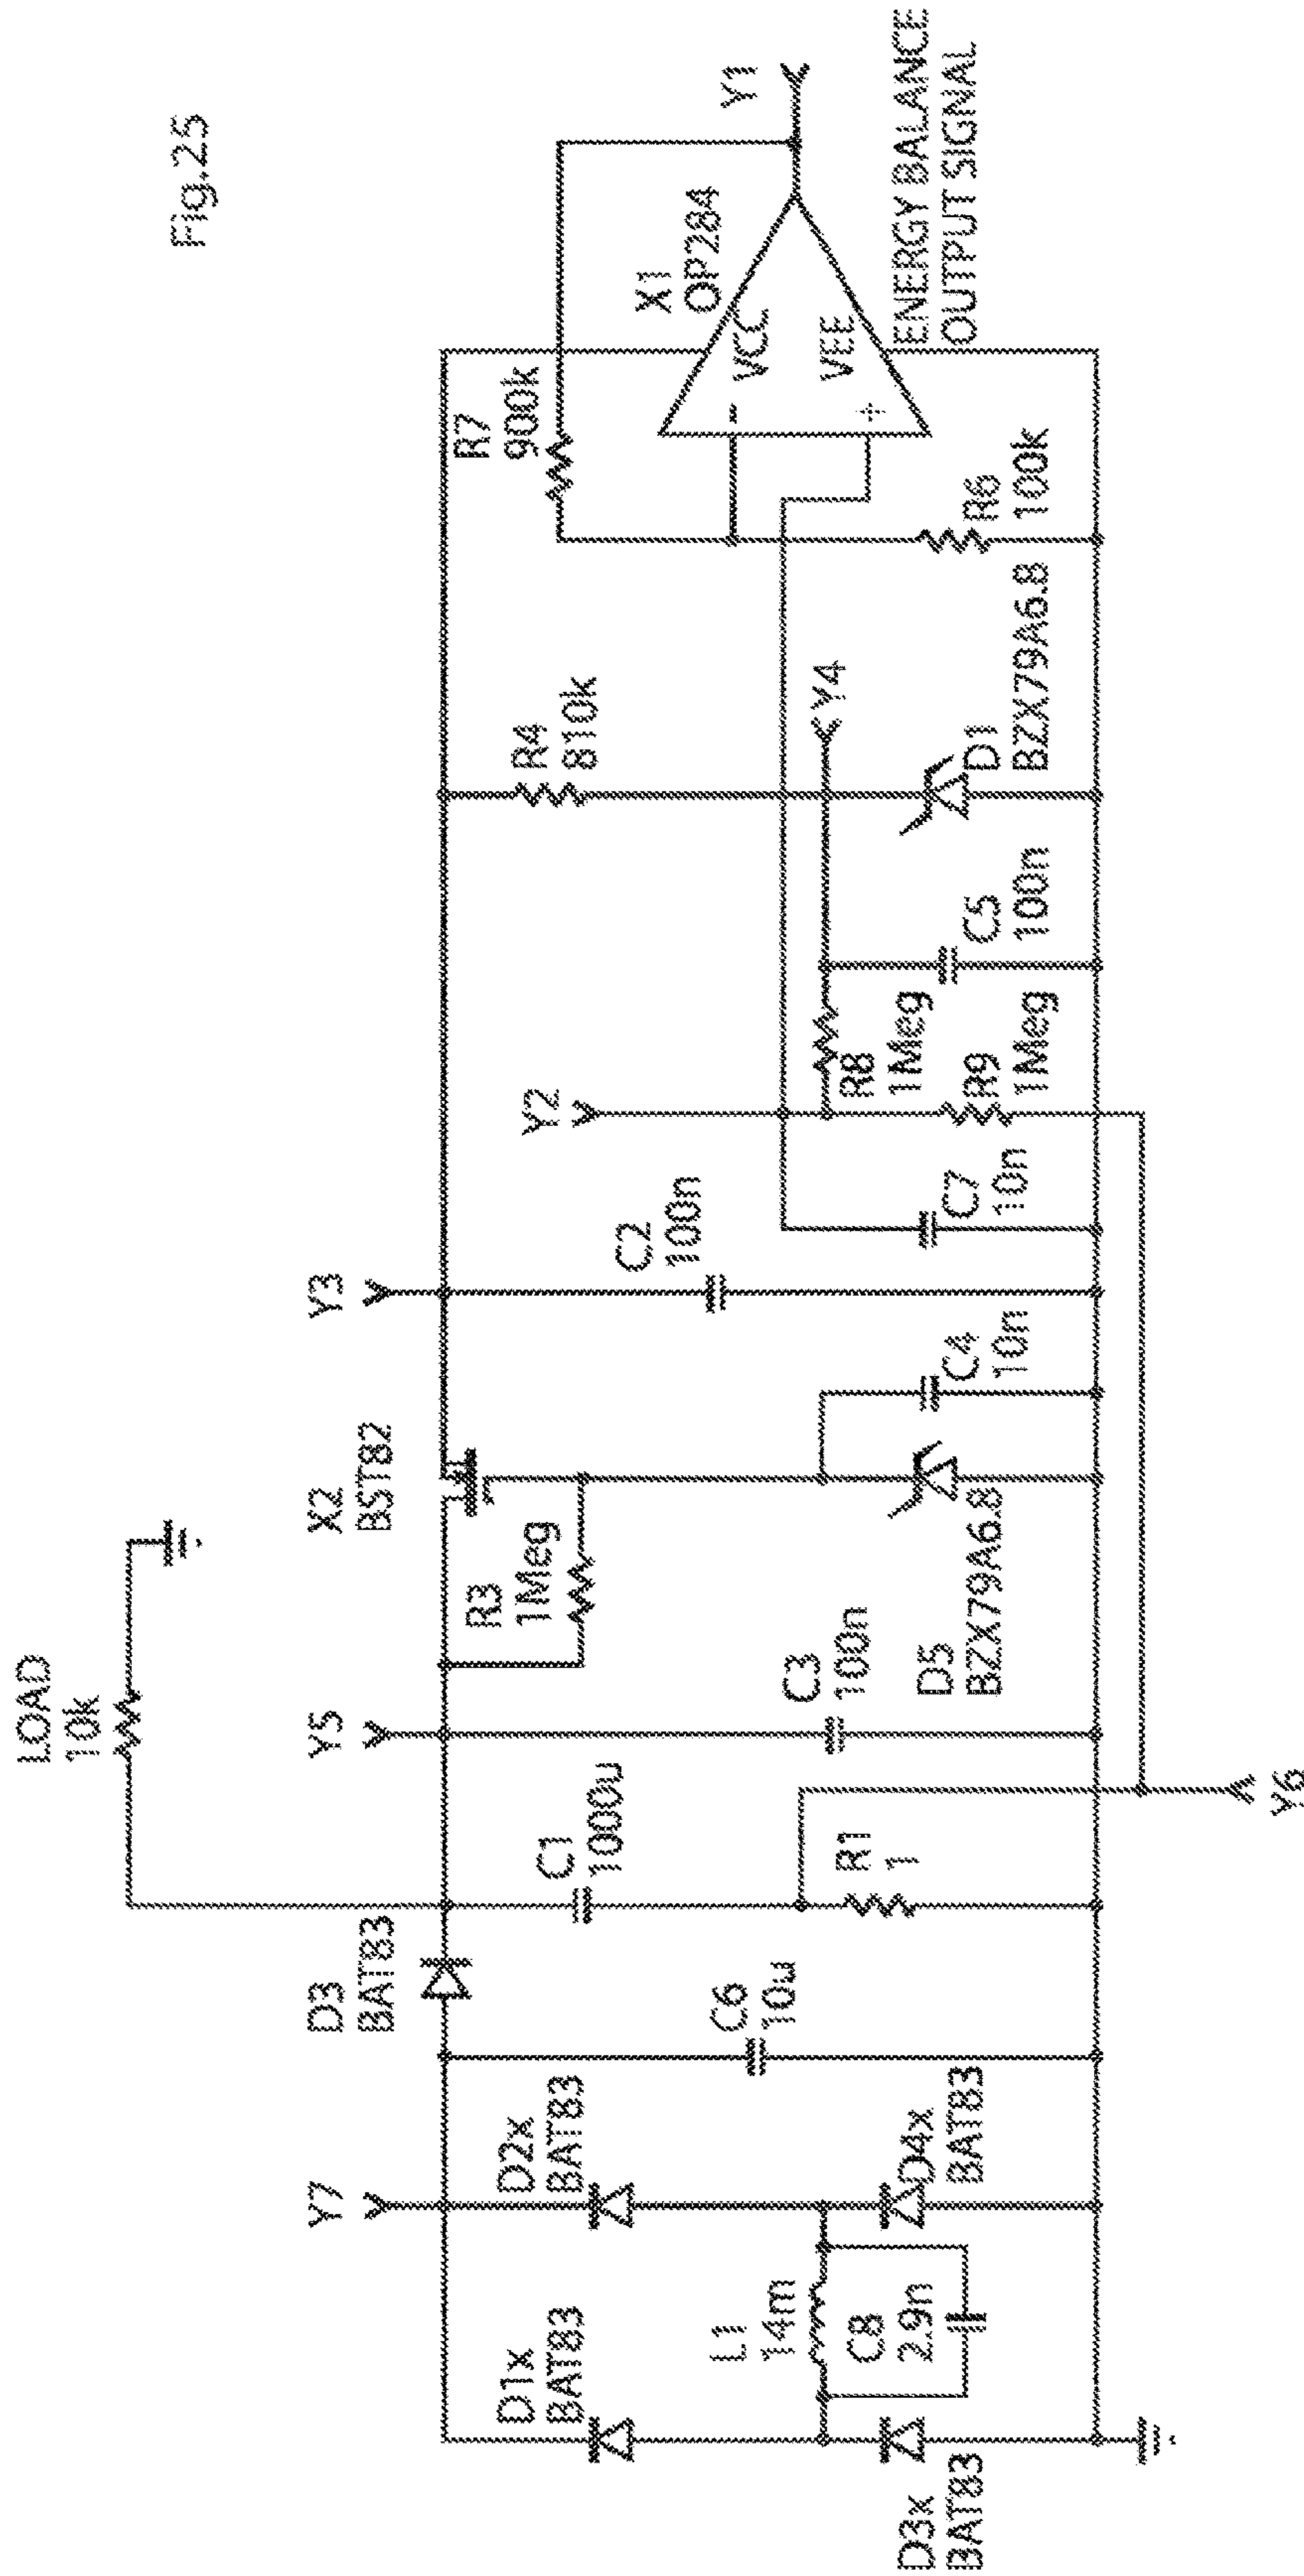 Fig.25
LOAD
10k
Y7
D3
BAT83
Y5
X2
BST82
Y3
D1x
BAT83
D2x
BAT83
C1
1000u
R3
1Meg
Y2
R4
810k
R7
900k
X1
OP284
Y1
L1
14m
C8
2.9n
C6
10u
R1
1
C3
100n
C2
100n
R8
1Meg
Y4
-
VCC
VEE
+
D3x
BAT83
D4x
BAT83
D5
BZX79A6.8
C4
10n
C7
10n
R9
1Meg
C5
100n
D1
BZX79A6.8
R6
100k
ENERGY BALANCE
OUTPUT SIGNAL
Y6